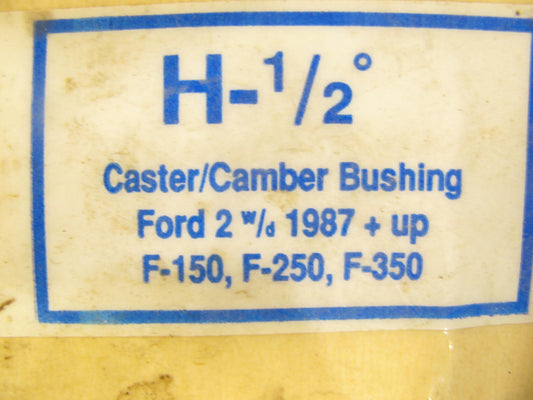 H-1/2°
Caster/Camber Bushing
Ford 2 w/d 1987 + up
F-150, F-250, F-350